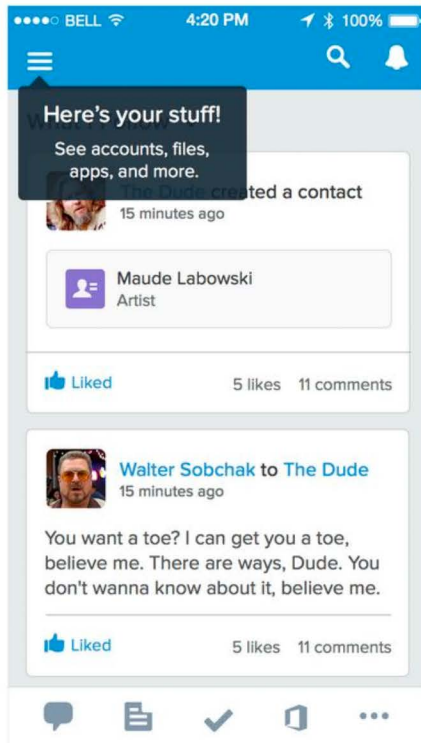 BELL 4:20 PM 100%
Here's your stuff!
See accounts, files,
apps, and more.
The Dude created a contact
15 minutes ago
Maude Labowski
Artist
Liked 5 likes 11 comments
Walter Sobchak to The Dude
15 minutes ago
You want a toe? I can get you a toe,
believe me. There are ways, Dude. You
don't wanna know about it, believe me.
Liked 5 likes 11 comments